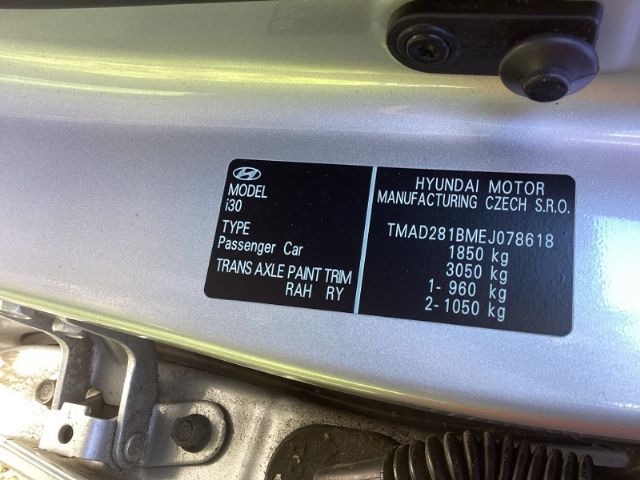 MODEL
i30
TYPE
Passenger Car
TRANS AXLE PAINT TRIM
RAH RY
HYUNDAI MOTOR
MANUFACTURING CZECH S.R.O.
TMAD281BMEJ078618
1850 kg
3050 kg
1- 960 kg
2- 1050 kg